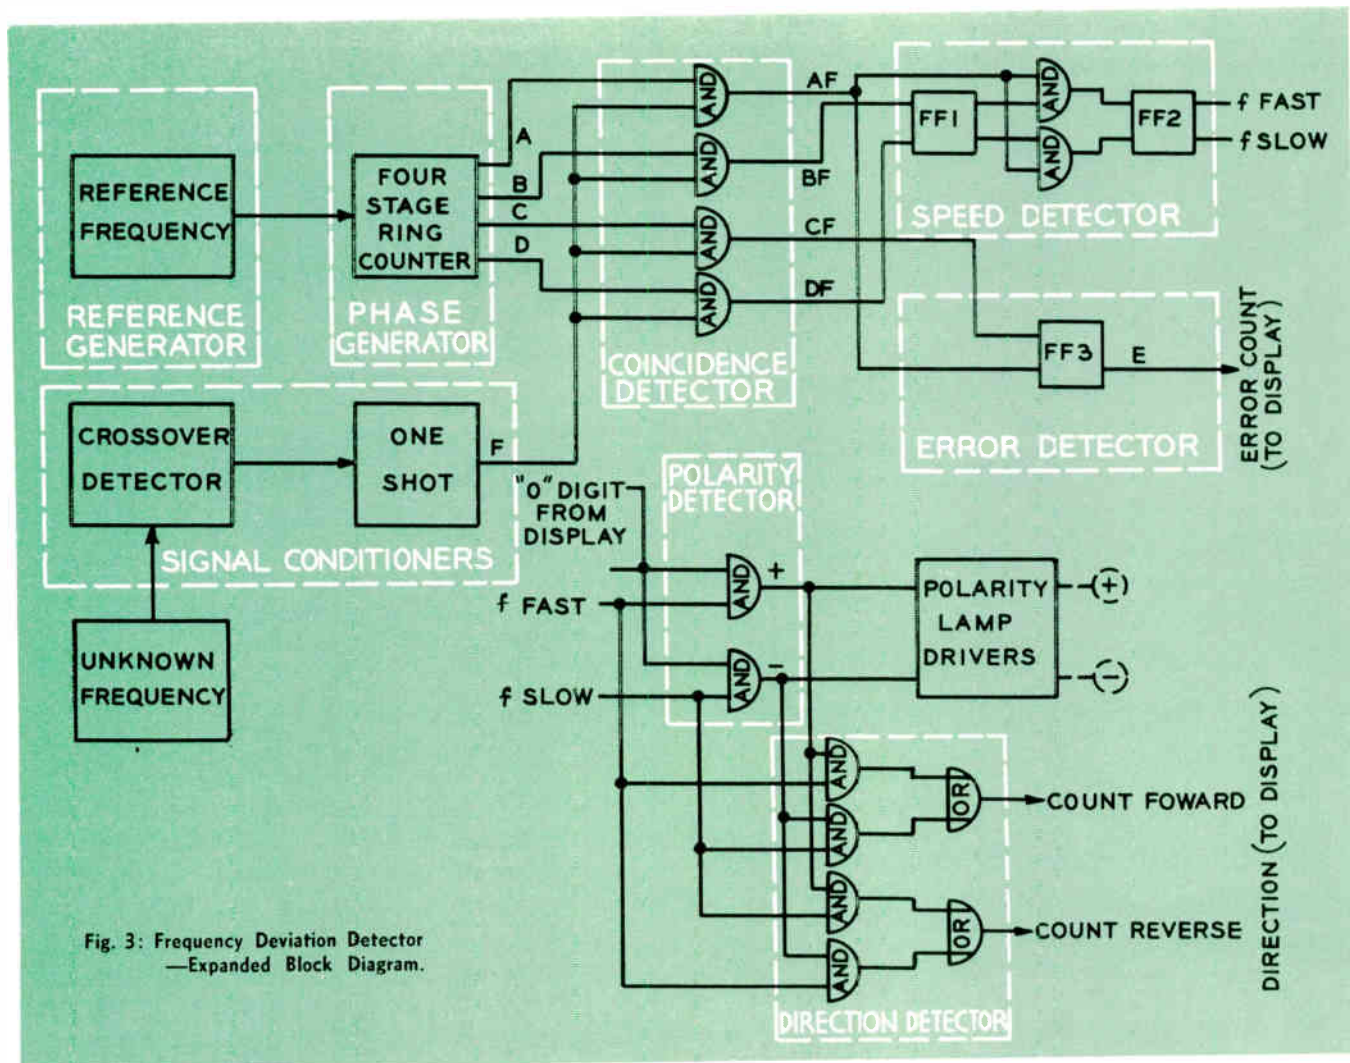 REFERENCE
FREQUENCY
REFERENCE
GENERATOR
FOUR
STAGE
RING
COUNTER
PHASE
GENERATOR
A
B
C
D
AND
AND
AND
AND
COINCIDENCE
DETECTOR
AF
BF
CF
DF
FF1
AND
AND
FF2
SPEED DETECTOR
f FAST
f SLOW
FF3
E
ERROR DETECTOR
ERROR COUNT
(TO DISPLAY)
CROSSOVER
DETECTOR
ONE
SHOT
F
SIGNAL CONDITIONERS
UNKNOWN
FREQUENCY
"O" DIGIT
FROM
DISPLAY
POLARITY
DETECTOR
f FAST
f SLOW
AND
+
AND
-
POLARITY
LAMP
DRIVERS
(+)
(-)
AND
AND
AND
AND
OR
OR
DIRECTION DETECTOR
COUNT FOWARD
COUNT REVERSE
DIRECTION (TO DISPLAY)
Fig. 3: Frequency Deviation Detector
—Expanded Block Diagram.